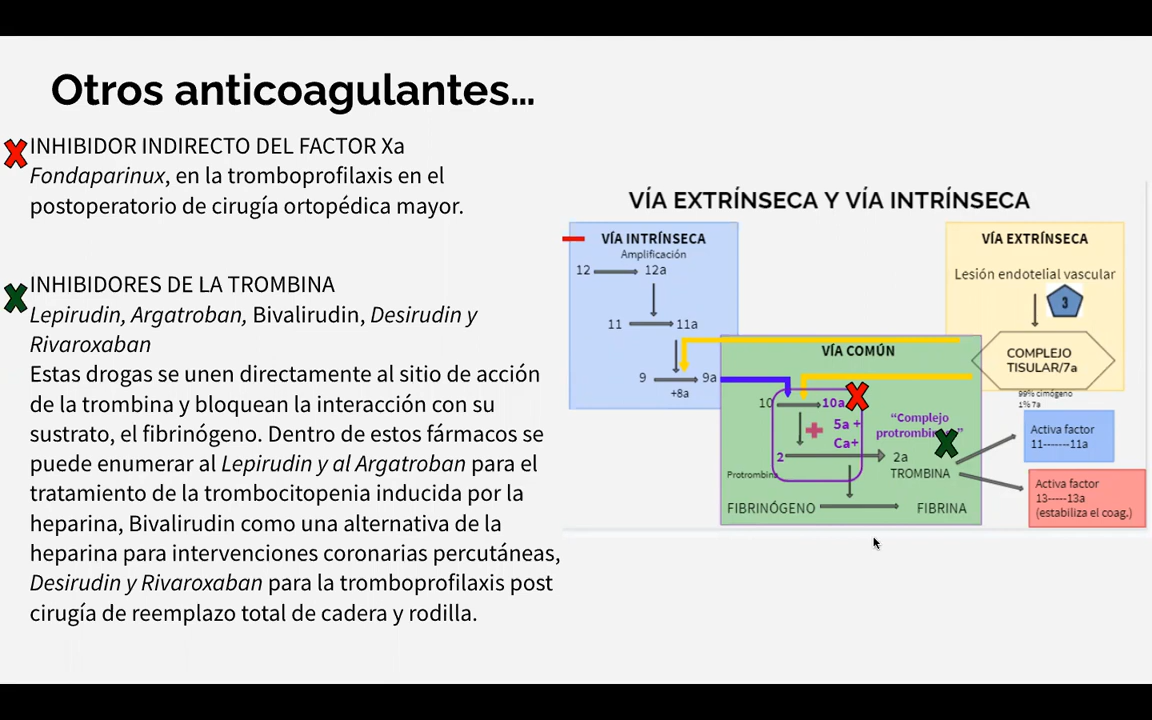 Otros anticoagulantes...
INHIBIDOR INDIRECTO DEL FACTOR Xa
Fondaparinux, en la tromboprofilaxis en el
postoperatorio de cirugía ortopédica mayor.
INHIBIDORES DE LA TROMBINA
Lepirudin, Argatroban, Bivalirudin, Desirudin y
Rivaroxaban
Estas drogas se unen directamente al sitio de acción
de la trombina y bloquean la interacción con su
sustrato, el fibrinógeno. Dentro de estos fármacos se
puede enumerar al Lepirudin y al Argatroban para el
tratamiento de la trombocitopenia inducida por la
heparina, Bivalirudin como una alternativa de la
heparina para intervenciones coronarias percutáneas,
Desirudin y Rivaroxaban para la tromboprofilaxis post
cirugía de reemplazo total de cadera y rodilla.
VÍA EXTRÍNSECA Y VÍA INTRÍNSECA
VÍA INTRÍNSECA
Amplificación
12 12a
11 11a
9 9a
+8a
VÍA COMÚN
10 10a
5a +
Ca+
"Complejo
2 2a
Protrombina
TROMBINA
FIBRINÓGENO FIBRINA
VÍA EXTRÍNSECA
Lesión endotelial vascular
3
COMPLEJO
TISULAR/7a
99% cimógeno
1% 7a
Activa factor
11-------11a
Activa factor
13-----13a
(estabiliza el coag.)